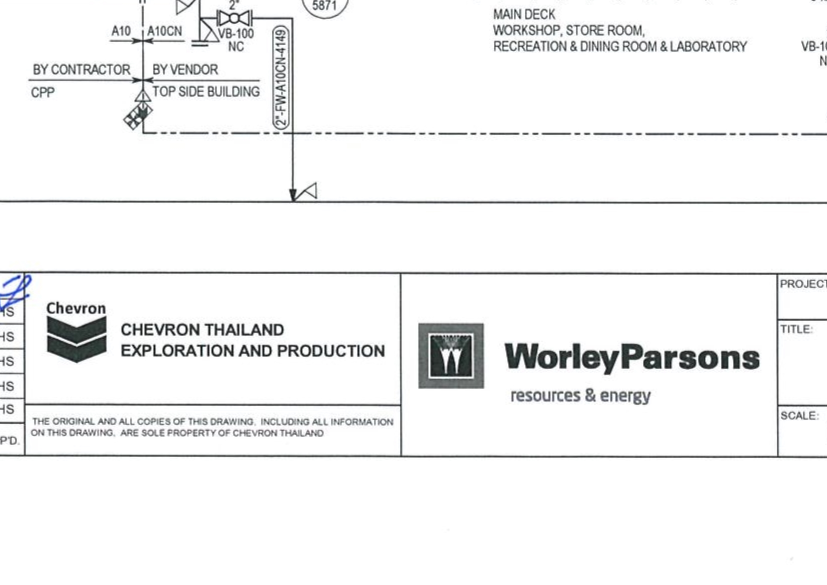 2"
5871
VB-100
NC
A10
A10CN
BY CONTRACTOR
BY VENDOR
CPP
TOP SIDE BUILDING
2"-FW-A10CN-4149
MAIN DECK
WORKSHOP, STORE ROOM,
RECREATION & DINING ROOM & LABORATORY
HS
HS
HS
HS
HS
P'D.
Chevron
CHEVRON THAILAND
EXPLORATION AND PRODUCTION
THE ORIGINAL AND ALL COPIES OF THIS DRAWING, INCLUDING ALL INFORMATION
ON THIS DRAWING, ARE SOLE PROPERTY OF CHEVRON THAILAND
WorleyParsons
resources & energy
PROJECT
TITLE:
SCALE: